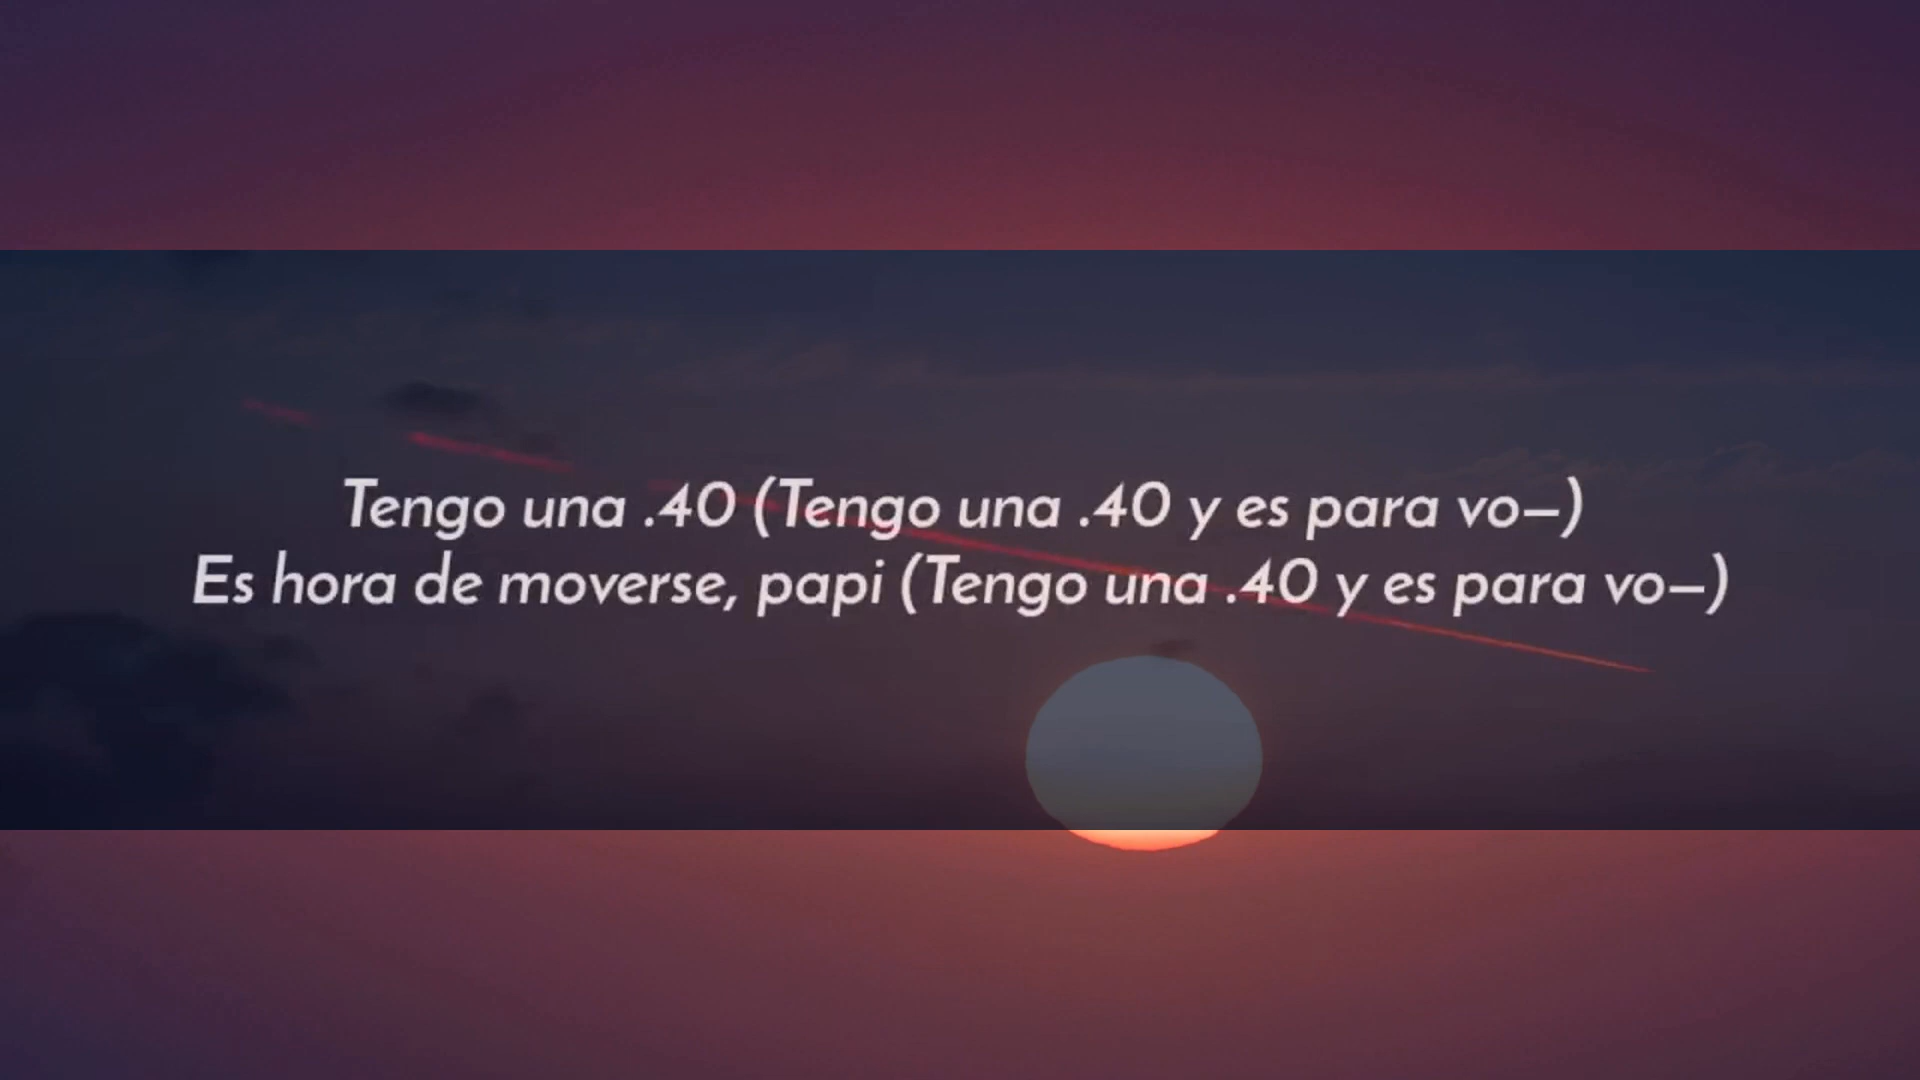 Tengo una .40 (Tengo una .40 y es para vo–)
Es hora de moverse, papi (Tengo una .40 y es para vo–)